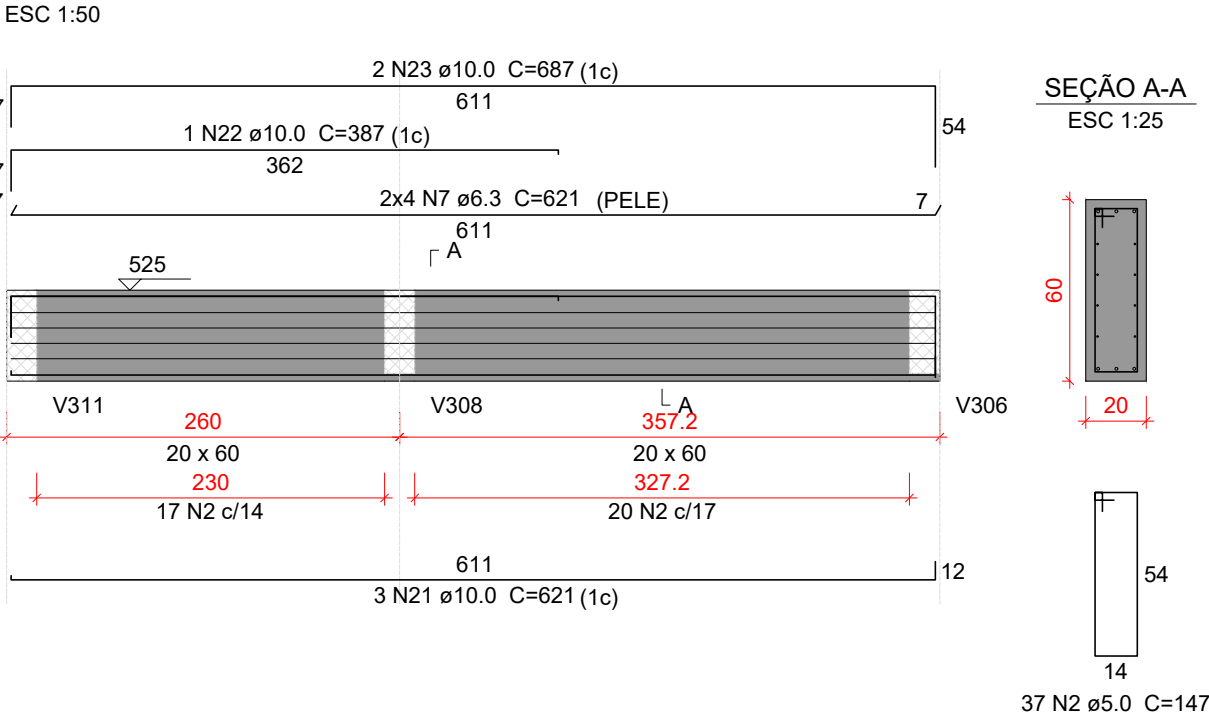 ESC 1:50
2 N23 ø10.0 C=687 (1c)
611
54
1 N22 ø10.0 C=387 (1c)
362
2x4 N7 ø6.3 C=621 (PELE)
7
611
A
525
V311
V308
A
V306
260
357.2
20 x 60
20 x 60
230
327.2
17 N2 c/14
20 N2 c/17
611
12
3 N21 ø10.0 C=621 (1c)
SEÇÃO A-A
ESC 1:25
60
20
54
14
37 N2 ø5.0 C=147